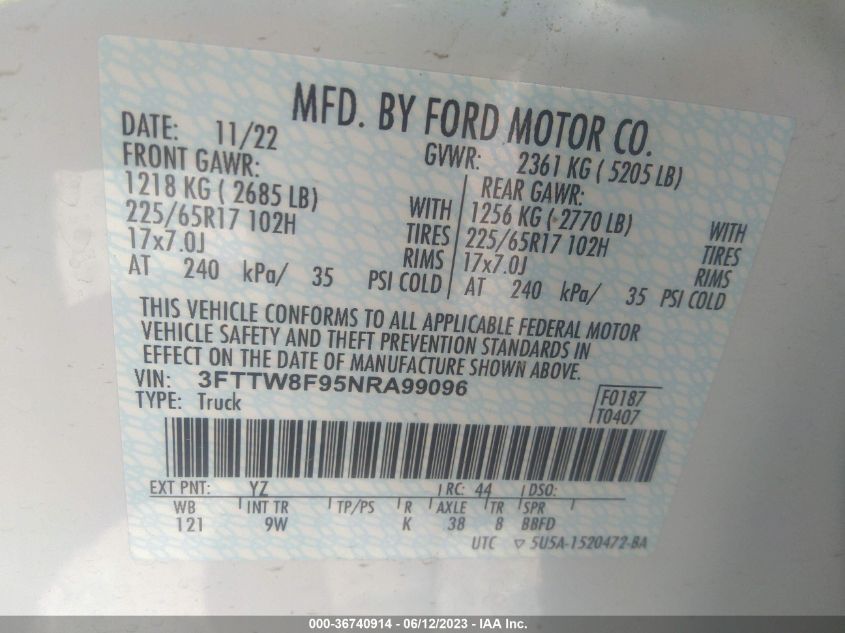 MFD. BY FORD MOTOR CO.
DATE: 11/22 GVWR: 2361 KG ( 5205 LB)
FRONT GAWR: REAR GAWR:
1218 KG ( 2685 LB) 1256 KG ( 2770 LB)
225/65R17 102H WITH TIRES 225/65R17 102H WITH TIRES
17x7.0J RIMS 17x7.0J RIMS
AT 240 kPa/ 35 PSI COLD AT 240 kPa/ 35 PSI COLD
THIS VEHICLE CONFORMS TO ALL APPLICABLE FEDERAL MOTOR
VEHICLE SAFETY AND THEFT PREVENTION STANDARDS IN
EFFECT ON THE DATE OF MANUFACTURE SHOWN ABOVE.
VIN: 3FTTW8F95NRA99096
TYPE: Truck F0187
T0407
EXT PNT: YZ RC: 44 DSO:
WB INT TR TP/PS R AXLE TR SPR
121 9W K 38 8 BBFD
UTC ▽ 5U5A-1520472-BA
000-36740914 - 06/12/2023 - IAA Inc.